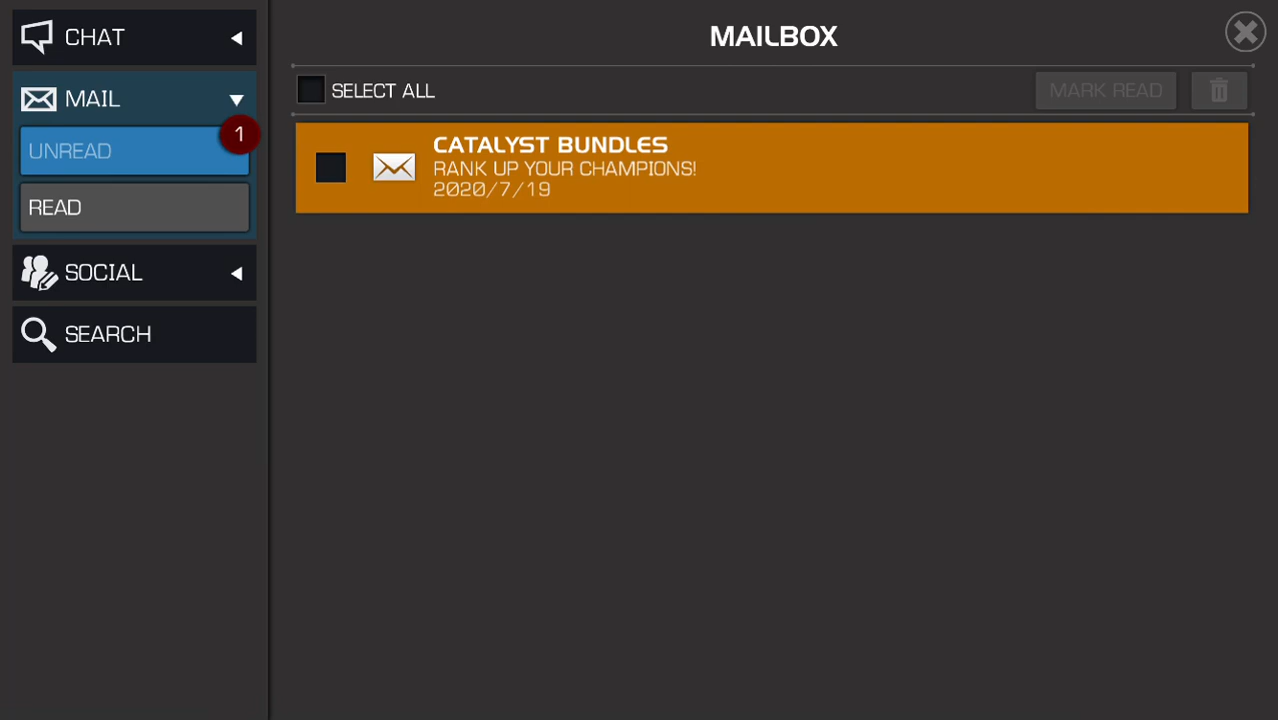 CHAT
MAIL
UNREAD
1
READ
SOCIAL
SEARCH
MAILBOX
SELECT ALL
MARK READ
CATALYST BUNDLES
RANK UP YOUR CHAMPIONS!
2020/7/19